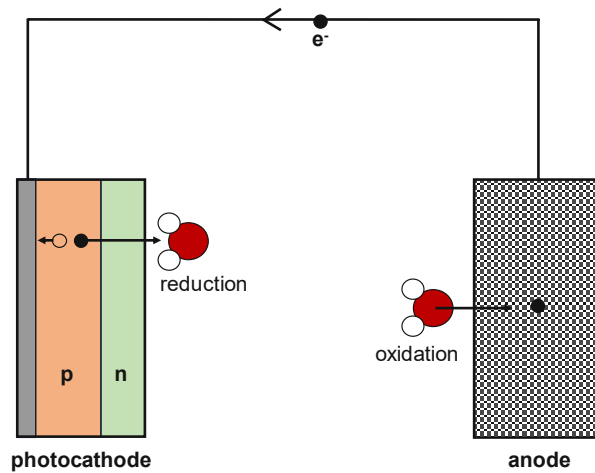 e-
reduction
oxidation
p
n
photocathode
anode